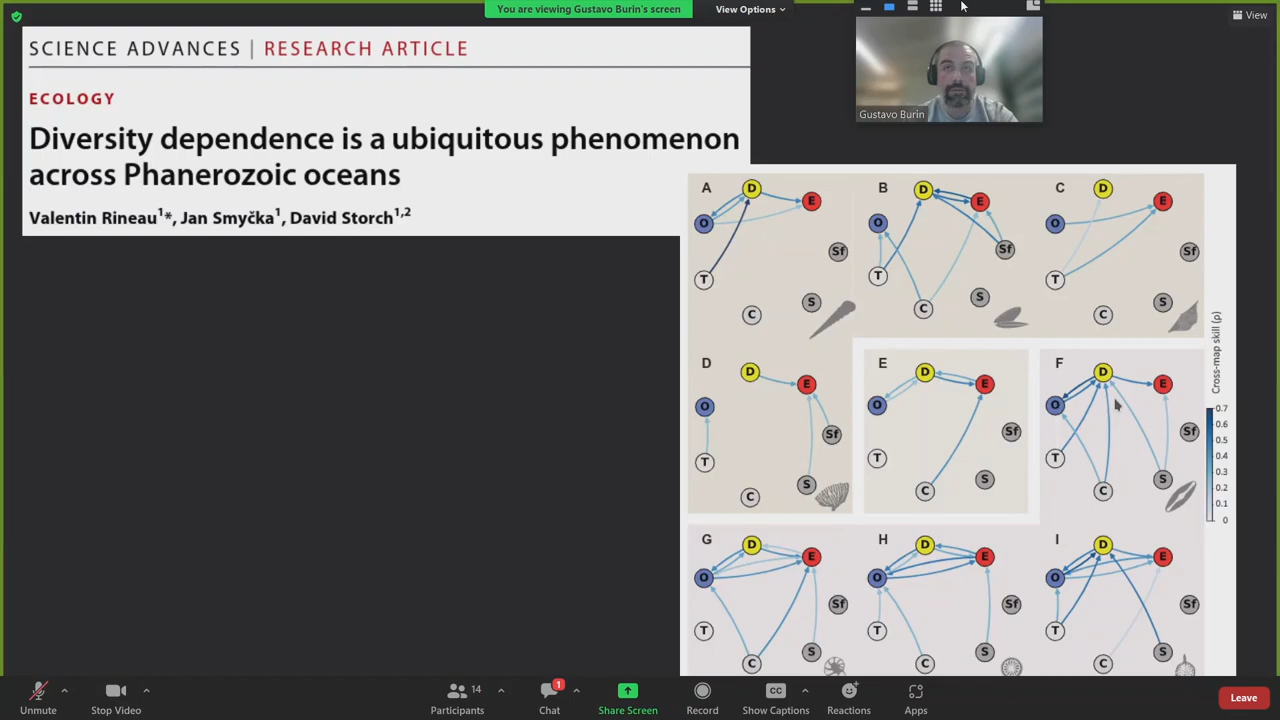 You are viewing Gustavo Burin's screen
View Options
View
SCIENCE ADVANCES | RESEARCH ARTICLE
ECOLOGY
Diversity dependence is a ubiquitous phenomenon
across Phanerozoic oceans
Valentin Rineau1*, Jan Smyčka1, David Storch1,2
Gustavo Burin
A D E O Sf T S C
B D E O Sf T S C
C D E O Sf T S C
D D E O Sf T S C
E D E O Sf T S C
F D E O Sf T S C
Cross-map skill (ρ)
0.7
0.6
0.5
0.4
0.3
0.2
0.1
0
G D E O Sf T S C
H D E O Sf T S C
I D E O Sf T S C
Unmute
Stop Video
14
Participants
1
Chat
Share Screen
Record
CC
Show Captions
Reactions
Apps
Leave